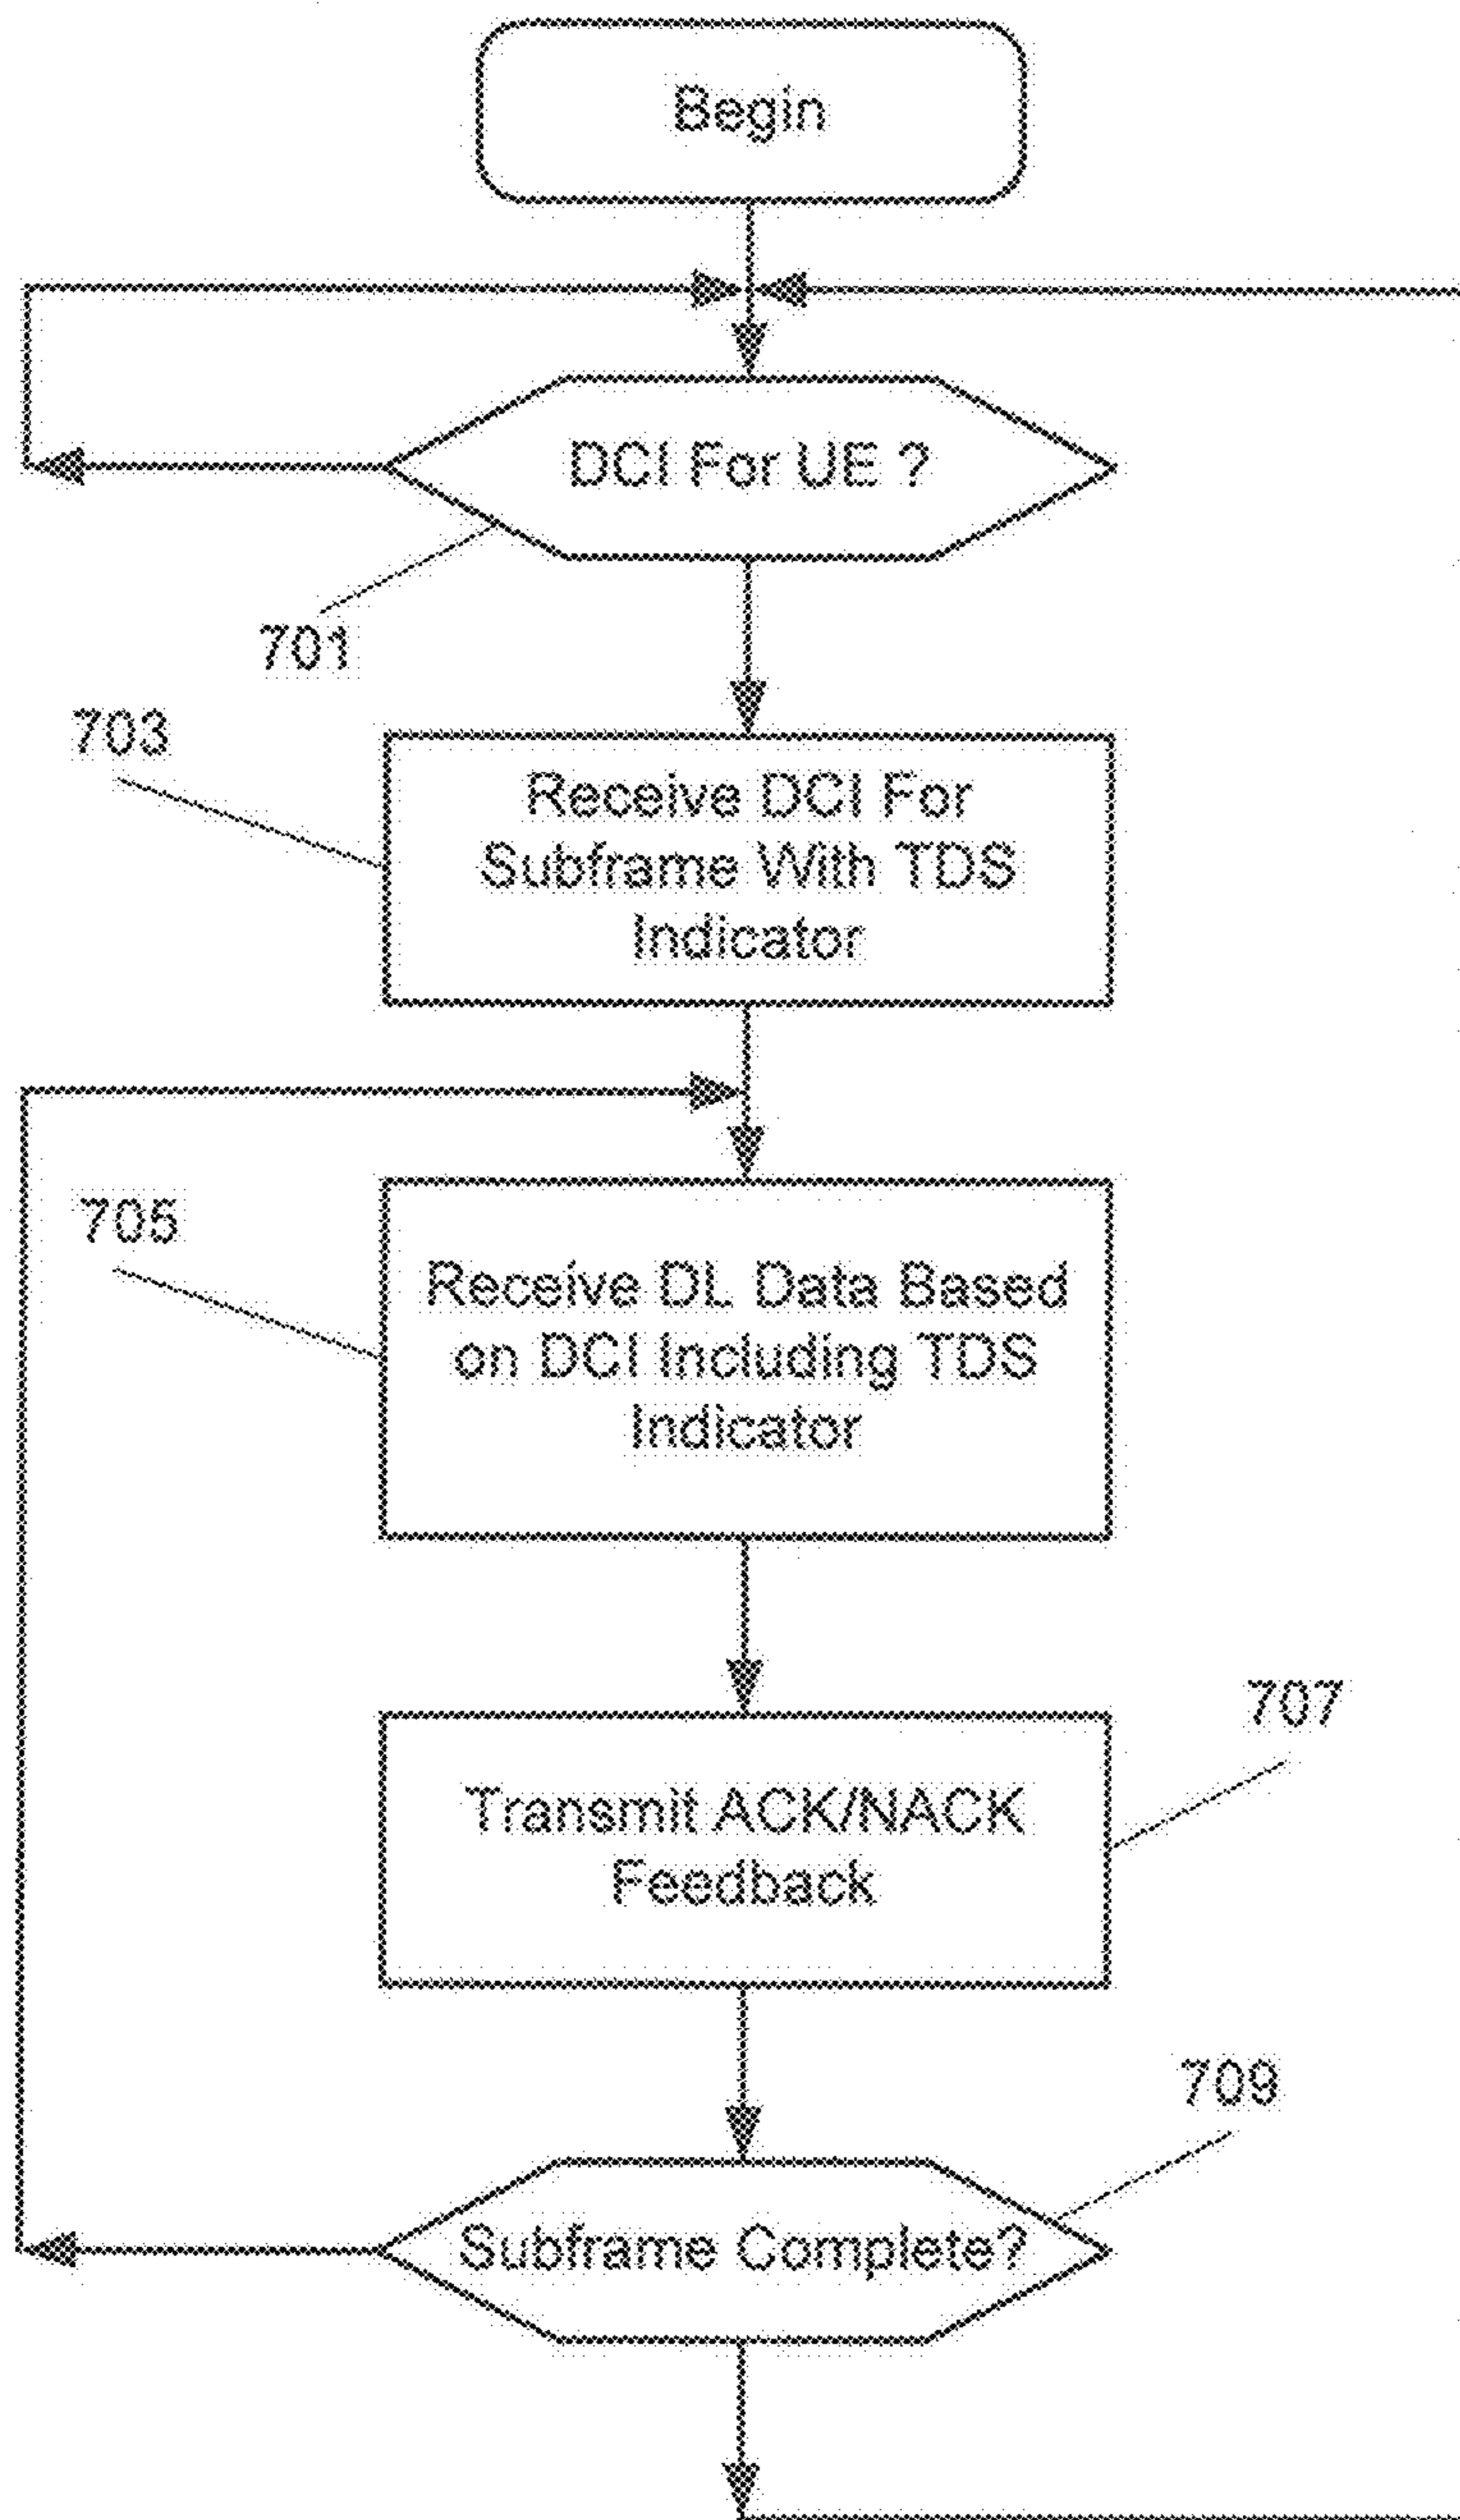 Begin
DCI For UE ?
701
703
Receive DCI For
Subframe With TDS
Indicator
705
Receive DL Data Based
on DCI Including TDS
Indicator
707
Transmit ACK/NACK
Feedback
709
Subframe Complete?